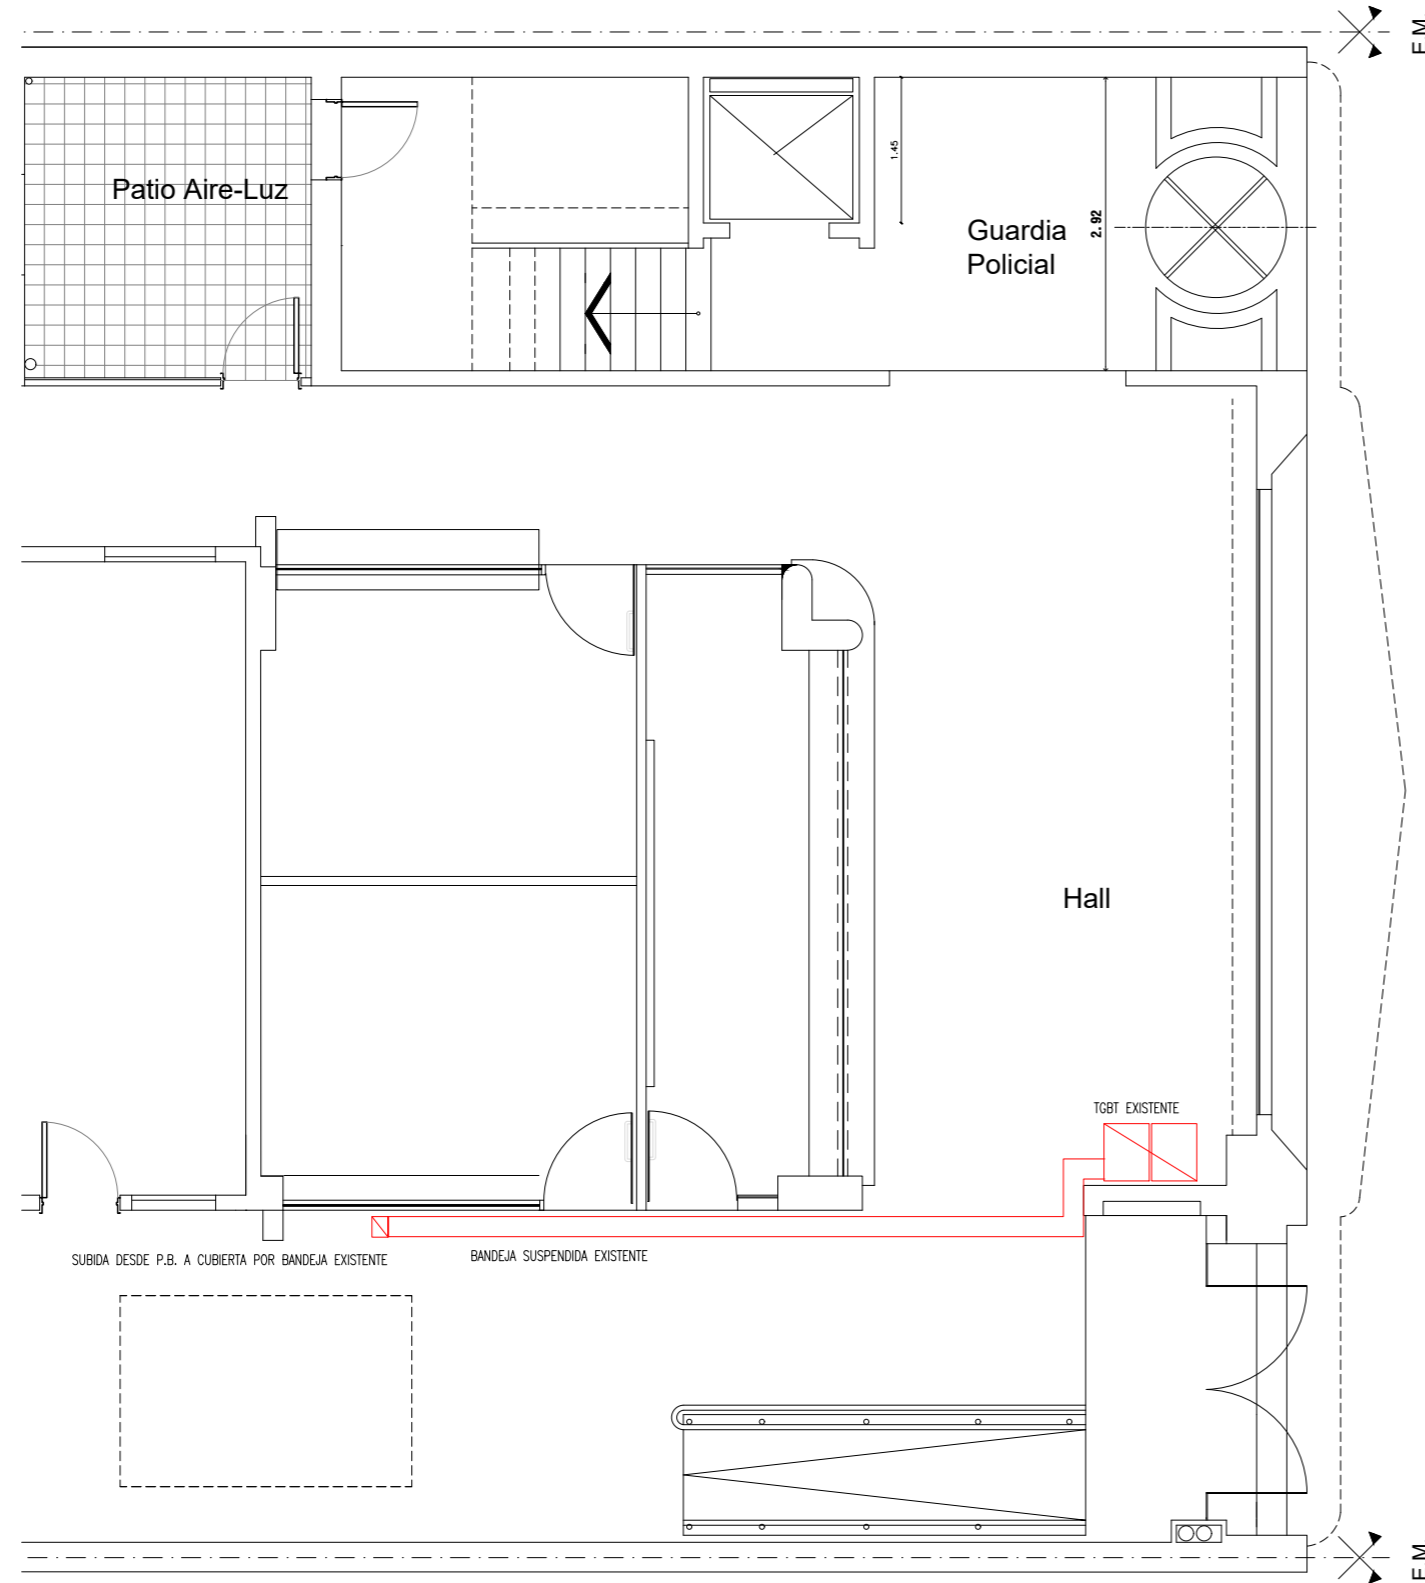 E.M
Patio Aire-Luz
1.45
Guardia
Policial
2.92
Hall
TGBT EXISTENTE
SUBIDA DESDE P.B. A CUBIERTA POR BANDEJA EXISTENTE
BANDEJA SUSPENDIDA EXISTENTE
E.M